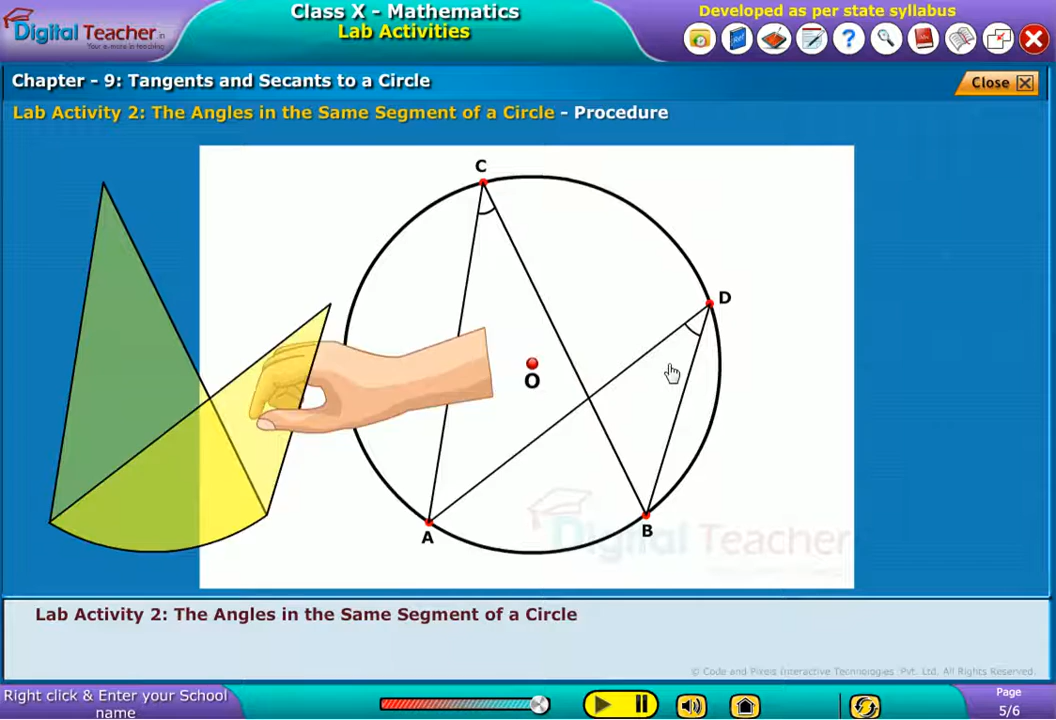 Class X - Mathematics
Lab Activities
Developed as per state syllabus
Digital Teacher.in
Your e-mate in teaching
Chapter - 9: Tangents and Secants to a Circle
Close
Lab Activity 2: The Angles in the Same Segment of a Circle - Procedure
C
D
O
A
B
Digital Teacher
Lab Activity 2: The Angles in the Same Segment of a Circle
© Code and Pixels Interactive Technologies Pvt. Ltd. All Rights Reserved.
Right click & Enter your School
name
Page
5/6